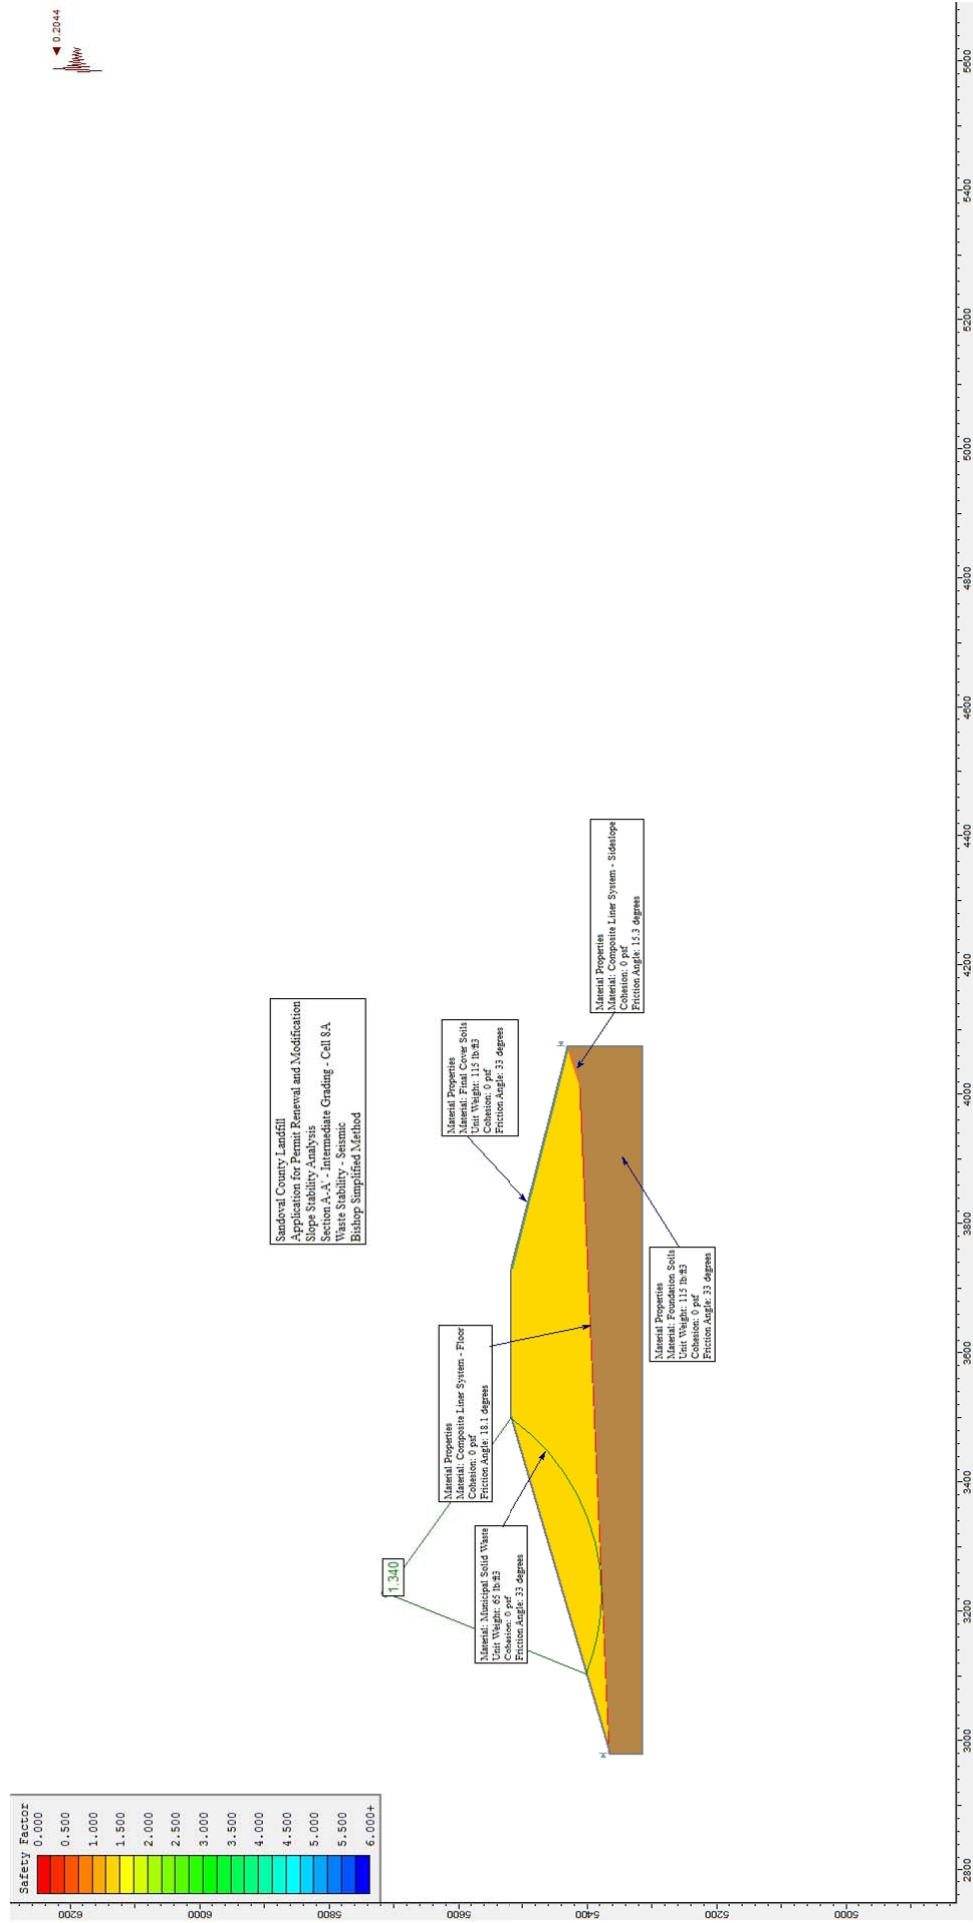 Safety Factor
0.000
0.500
1.000
1.500
2.000
2.500
3.000
3.500
4.000
4.500
5.000
5.500
6.000+
0.2044
Sandoval County Landfill
Application for Permit Renewal and Modification
Slope Stability Analysis
Section A-A' - Intermediate Grading - Cell 8A
Waste Stability - Seismic
Bishop Simplified Method
1.340
Material Properties
Material: Composite Liner System - Floor
Cohesion: 0 psf
Friction Angle: 18.1 degrees
Material Properties
Material: Final Cover Soils
Unit Weight: 115 lb/ft3
Cohesion: 0 psf
Friction Angle: 33 degrees
Material: Municipal Solid Waste
Unit Weight: 65 lb/ft3
Cohesion: 0 psf
Friction Angle: 33 degrees
Material Properties
Material: Composite Liner System - Sideslope
Cohesion: 0 psf
Friction Angle: 15.3 degrees
Material Properties
Material: Foundation Soils
Unit Weight: 115 lb/ft3
Cohesion: 0 psf
Friction Angle: 33 degrees
6200
6000
5800
5600
5400
5200
5000
2800
3000
3200
3400
3600
3800
4000
4200
4400
4600
4800
5000
5200
5400
5600